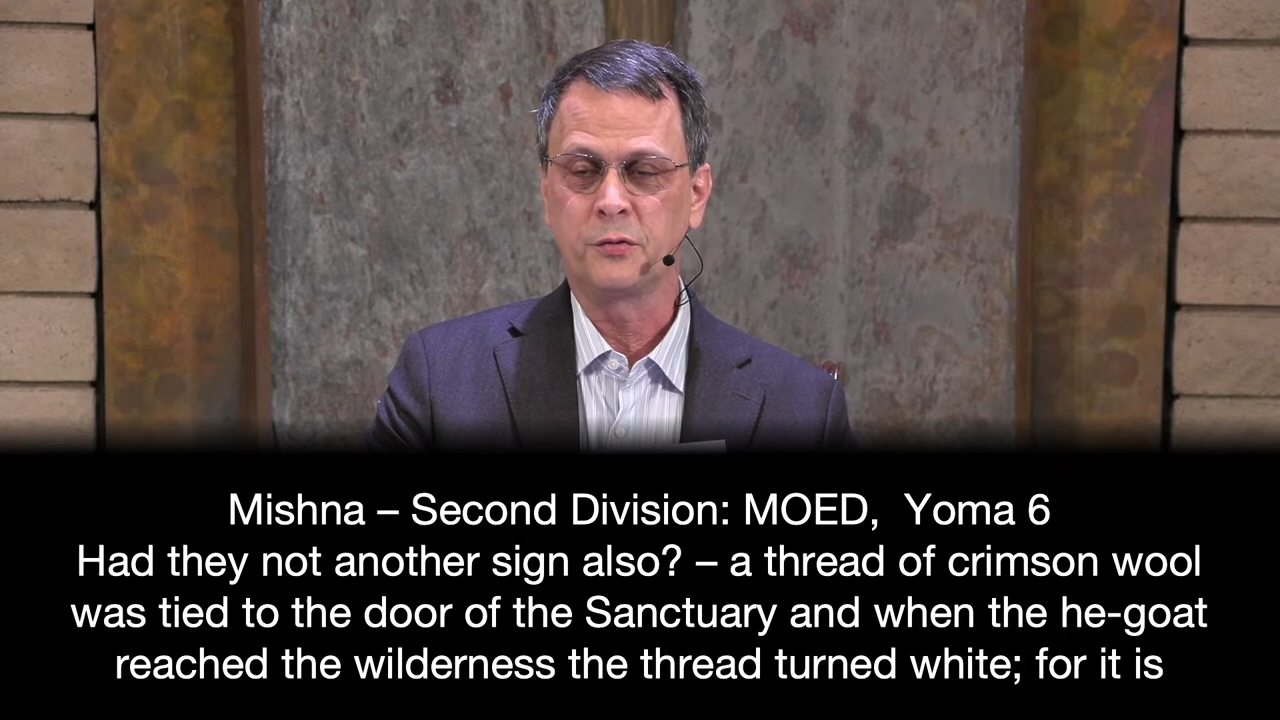 Mishna – Second Division: MOED,  Yoma 6
Had they not another sign also? – a thread of crimson wool
was tied to the door of the Sanctuary and when the he-goat
reached the wilderness the thread turned white; for it is